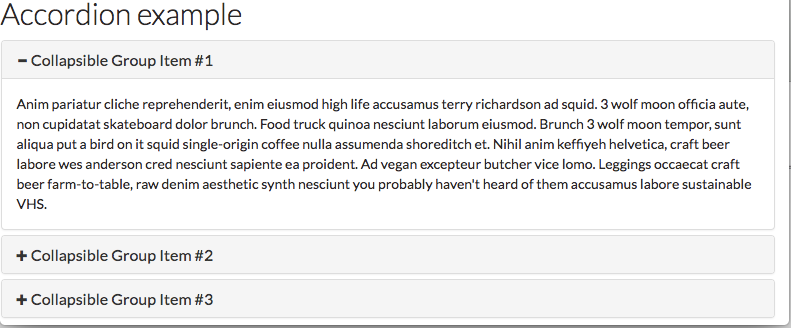 Accordion example
− Collapsible Group Item #1
Anim pariatur cliche reprehenderit, enim eiusmod high life accusamus terry richardson ad squid. 3 wolf moon officia aute,
non cupidatat skateboard dolor brunch. Food truck quinoa nesciunt laborum eiusmod. Brunch 3 wolf moon tempor, sunt
aliqua put a bird on it squid single-origin coffee nulla assumenda shoreditch et. Nihil anim keffiyeh helvetica, craft beer
labore wes anderson cred nesciunt sapiente ea proident. Ad vegan excepteur butcher vice lomo. Leggings occaecat craft
beer farm-to-table, raw denim aesthetic synth nesciunt you probably haven't heard of them accusamus labore sustainable
VHS.
+ Collapsible Group Item #2
+ Collapsible Group Item #3